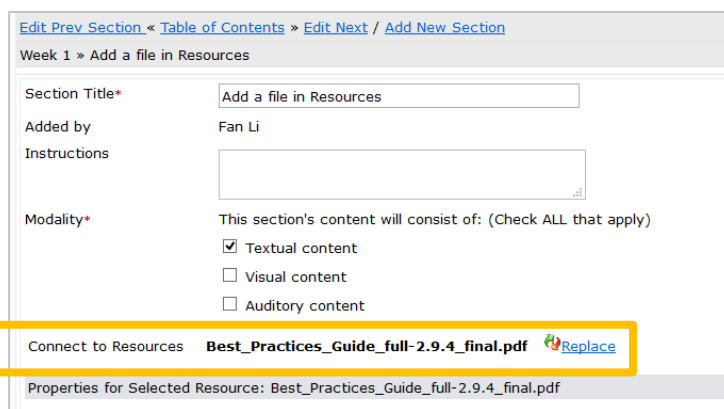 Edit Prev Section « Table of Contents » Edit Next / Add New Section
Week 1 » Add a file in Resources
Section Title* Add a file in Resources
Added by Fan Li
Instructions
Modality* This section's content will consist of: (Check ALL that apply)
Textual content
Visual content
Auditory content
Connect to Resources Best_Practices_Guide_full-2.9.4_final.pdf Replace
Properties for Selected Resource: Best_Practices_Guide_full-2.9.4_final.pdf